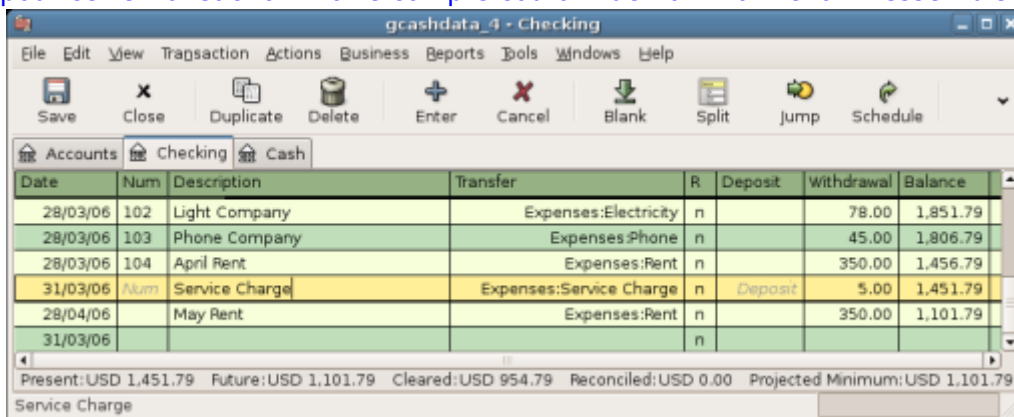 gcashdata_4 - Checking
File Edit View Transaction Actions Business Reports Tools Windows Help
Save Close Duplicate Delete Enter Cancel Blank Split Jump Schedule
Accounts Checking Cash
Date Num Description Transfer R Deposit Withdrawal Balance
28/03/06 102 Light Company Expenses:Electricity n 78.00 1,851.79
28/03/06 103 Phone Company Expenses:Phone n 45.00 1,806.79
28/03/06 104 April Rent Expenses:Rent n 350.00 1,456.79
31/03/06 Num Service Charge Expenses:Service Charge n Deposit 5.00 1,451.79
28/04/06 May Rent Expenses:Rent n 350.00 1,101.79
31/03/06 n
Present:USD 1,451.79 Future:USD 1,101.79 Cleared:USD 954.79 Reconciled:USD 0.00 Projected Minimum:USD 1,101.79
Service Charge